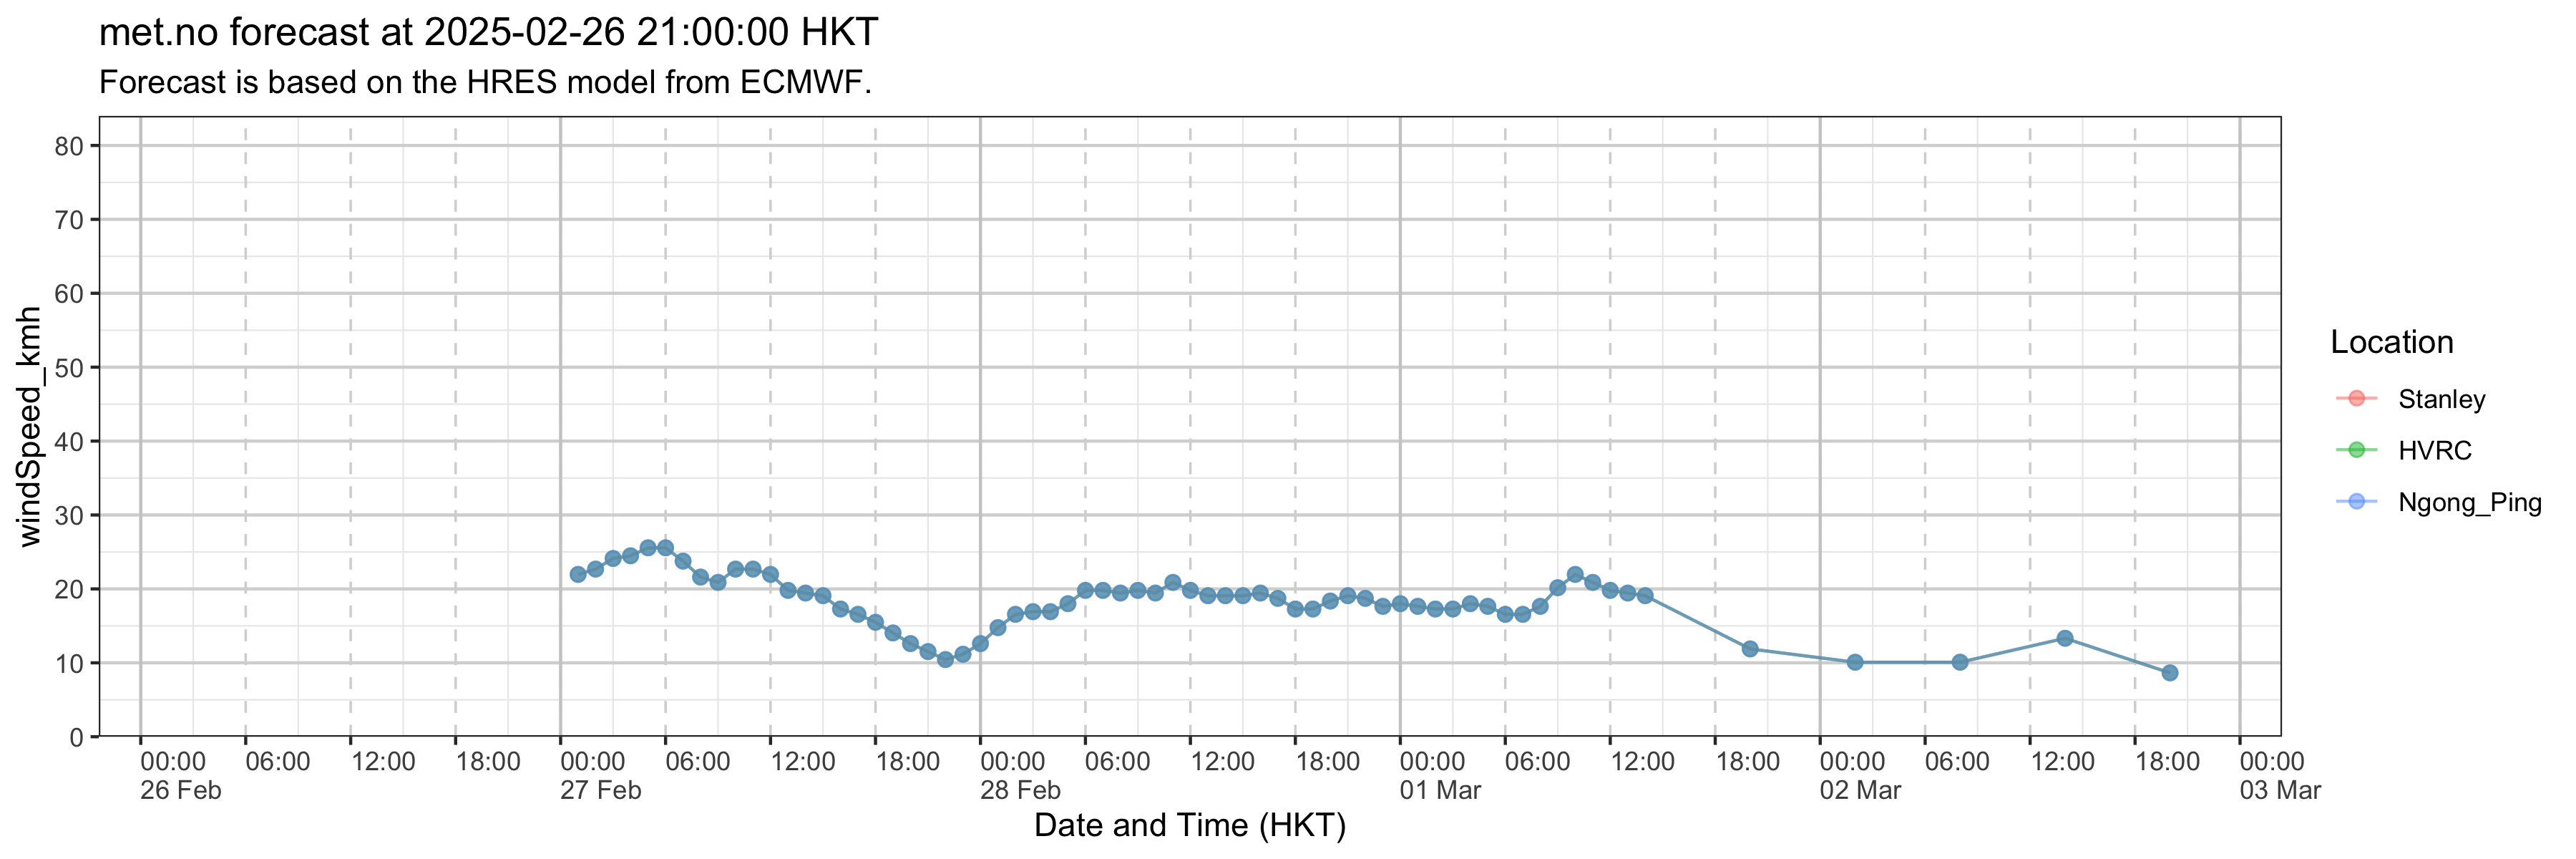 met.no forecast at 2025-02-26 21:00:00 HKT
Forecast is based on the HRES model from ECMWF.
windSpeed_kmh
80
70
60
50
40
30
20
10
0
00:00 06:00 12:00 18:00 00:00 06:00 12:00 18:00 00:00 06:00 12:00 18:00 00:00 06:00 12:00 18:00 00:00 06:00 12:00 18:00 00:00
26 Feb 27 Feb 28 Feb 01 Mar 02 Mar 03 Mar
Date and Time (HKT)
Location
Stanley
HVRC
Ngong_Ping